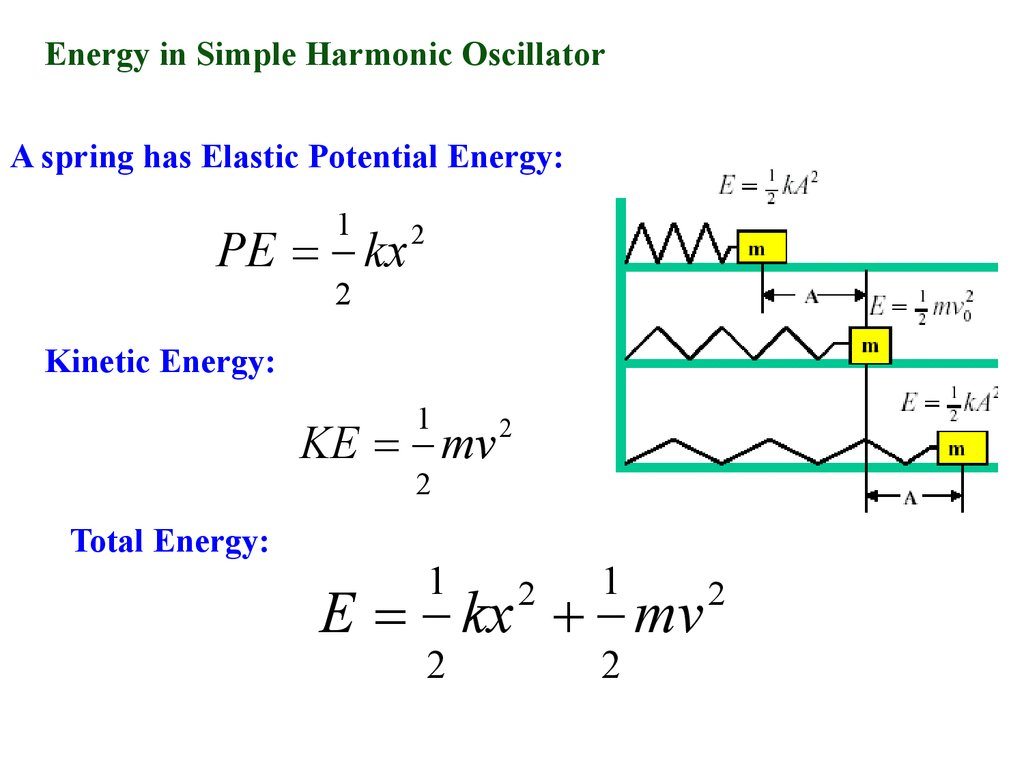 Energy in Simple Harmonic Oscillator
A spring has Elastic Potential Energy:
PE = 1/2 kx²
Kinetic Energy:
KE = 1/2 mv²
Total Energy:
E = 1/2 kx² + 1/2 mv²
E = 1/2 kA²
m
A
E = 1/2 mv₀²
m
E = 1/2 kA²
m
A